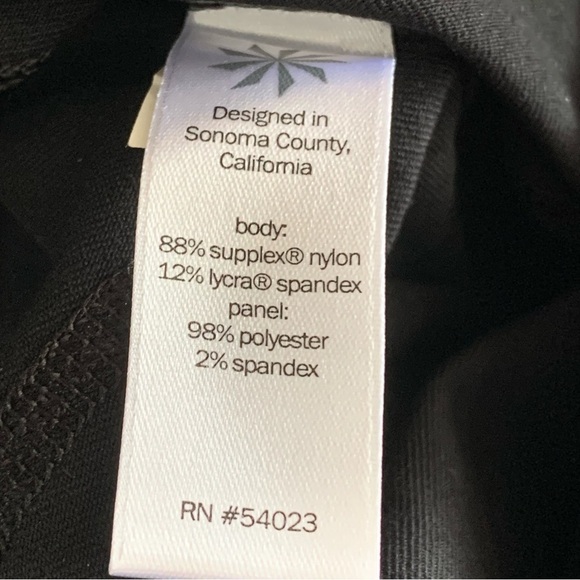 Designed in
Sonoma County,
California
body:
88% supplex® nylon
12% lycra® spandex
panel:
98% polyester
2% spandex
RN #54023